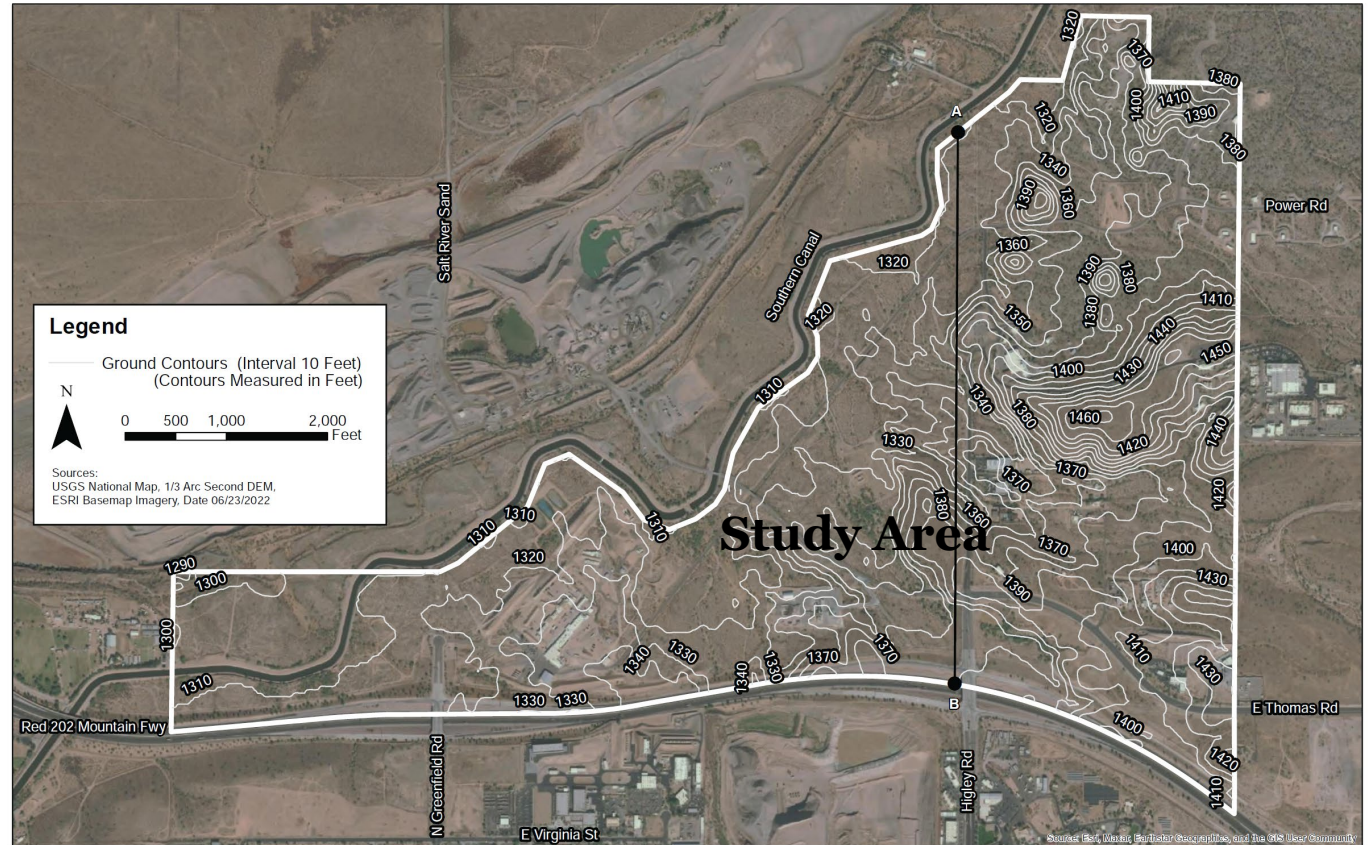 1320
1370
1380
1400
1410
1390
A
1320
1380
1340
1390
1360
Power Rd
Salt River Sand
1360
1320
1390
1380
Southern Canal
1410
1380
1350
1320
1440
1450
1400
1430
1310
1340
1380
1460
1440
1420
1330
1370
1370
1420
1380
1360
Legend
Ground Contours (Interval 10 Feet)
(Contours Measured in Feet)
N
0 500 1,000 2,000
Feet
Sources:
USGS National Map, 1/3 Arc Second DEM,
ESRI Basemap Imagery, Date 06/23/2022
1310
1310
1310
Study Area
1370
1400
1320
1290
1300
1430
1390
1300
1340
1330
1370
1370
1410
1430
1340
1330
1310
1330
1330
B
E Thomas Rd
Red 202 Mountain Fwy
1400
1420
1410
N Greenfield Rd
Higley Rd
E Virginia St
Source: Esri, Maxar, Earthstar Geographics, and the GIS User Community